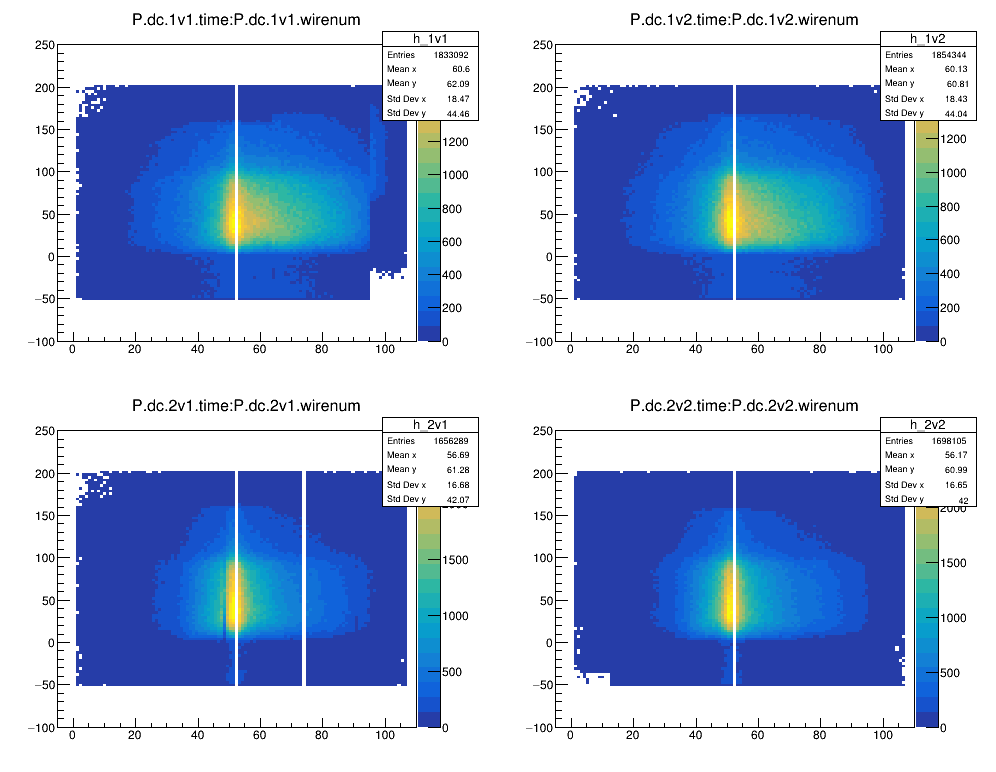 P.dc.1v1.time:P.dc.1v1.wirenum
h_1v1
Entries 1833092
Mean x 60.6
Mean y 62.09
Std Dev x 18.47
Std Dev y 44.46
250
200
150
100
50
0
−50
−100
0 20 40 60 80 100
1200
1000
800
600
400
200
0
P.dc.1v2.time:P.dc.1v2.wirenum
h_1v2
Entries 1854344
Mean x 60.13
Mean y 60.81
Std Dev x 18.43
Std Dev y 44.04
250
200
150
100
50
0
−50
−100
0 20 40 60 80 100
1200
1000
800
600
400
200
0
P.dc.2v1.time:P.dc.2v1.wirenum
h_2v1
Entries 1656289
Mean x 56.69
Mean y 61.28
Std Dev x 16.68
Std Dev y 42.07
250
200
150
100
50
0
−50
−100
0 20 40 60 80 100
1500
1000
500
0
P.dc.2v2.time:P.dc.2v2.wirenum
h_2v2
Entries 1698105
Mean x 56.17
Mean y 60.99
Std Dev x 16.65
Std Dev y 42
250
200
150
100
50
0
−50
−100
0 20 40 60 80 100
2000
1500
1000
500
0